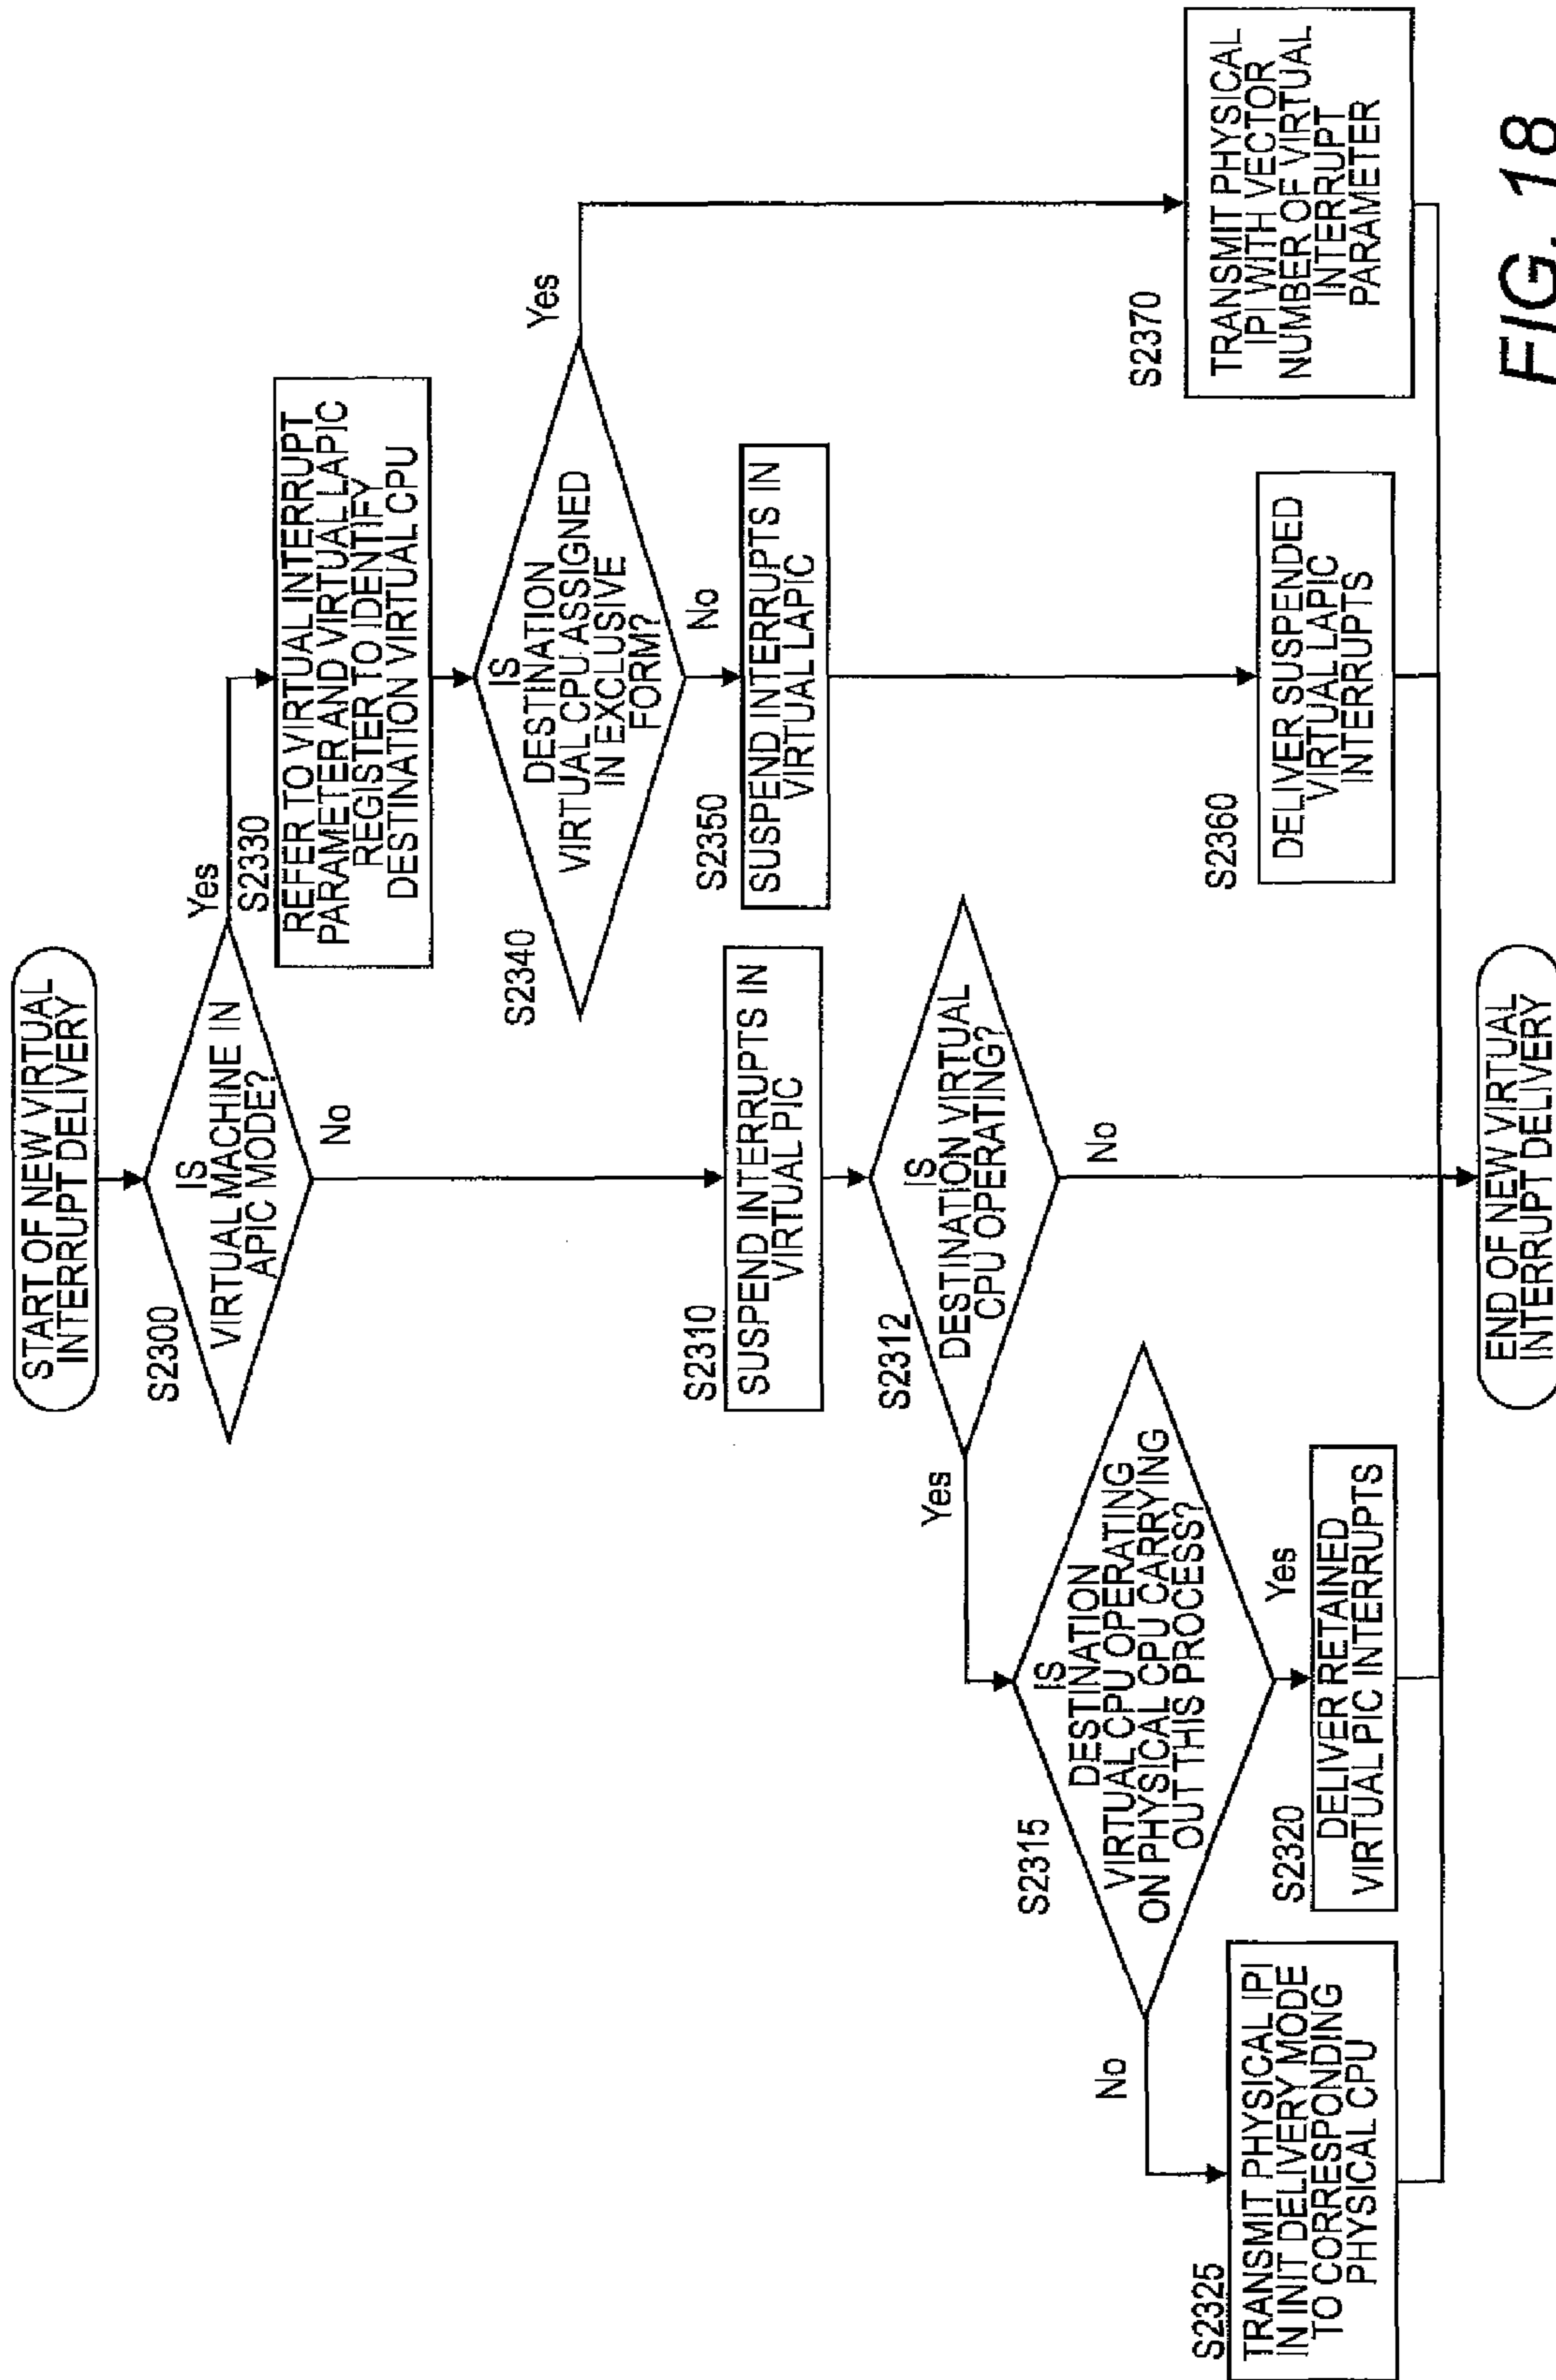 START OF NEW VIRTUAL
INTERRUPT DELIVERY
S2300
IS
VIRTUAL MACHINE IN
APIC MODE?
Yes
No
S2330
REFER TO VIRTUAL INTERRUPT
PARAMETER AND VIRTUAL LAPIC
REGISTER TO IDENTIFY
DESTINATION VIRTUAL CPU
S2340
IS
DESTINATION
VIRTUAL CPU ASSIGNED
IN EXCLUSIVE
FORM?
Yes
No
S2310
SUSPEND INTERRUPTS IN
VIRTUAL PIC
S2350
SUSPEND INTERRUPTS IN
VIRTUAL LAPIC
S2312
IS
DESTINATION VIRTUAL
CPU OPERATING?
Yes
No
S2315
IS
DESTINATION
VIRTUAL CPU OPERATING
ON PHYSICAL CPU CARRYING
OUT THIS PROCESS?
No
Yes
S2325
TRANSMIT PHYSICAL IPI
IN INIT DELIVERY MODE
TO CORRESPONDING
PHYSICAL CPU
S2320
DELIVER RETAINED
VIRTUAL PIC INTERRUPTS
S2360
DELIVER SUSPENDED
VIRTUAL LAPIC
INTERRUPTS
S2370
TRANSMIT PHYSICAL
IPI WITH VECTOR
NUMBER OF VIRTUAL
INTERRUPT
PARAMETER
END OF NEW VIRTUAL
INTERRUPT DELIVERY
FIG. 18